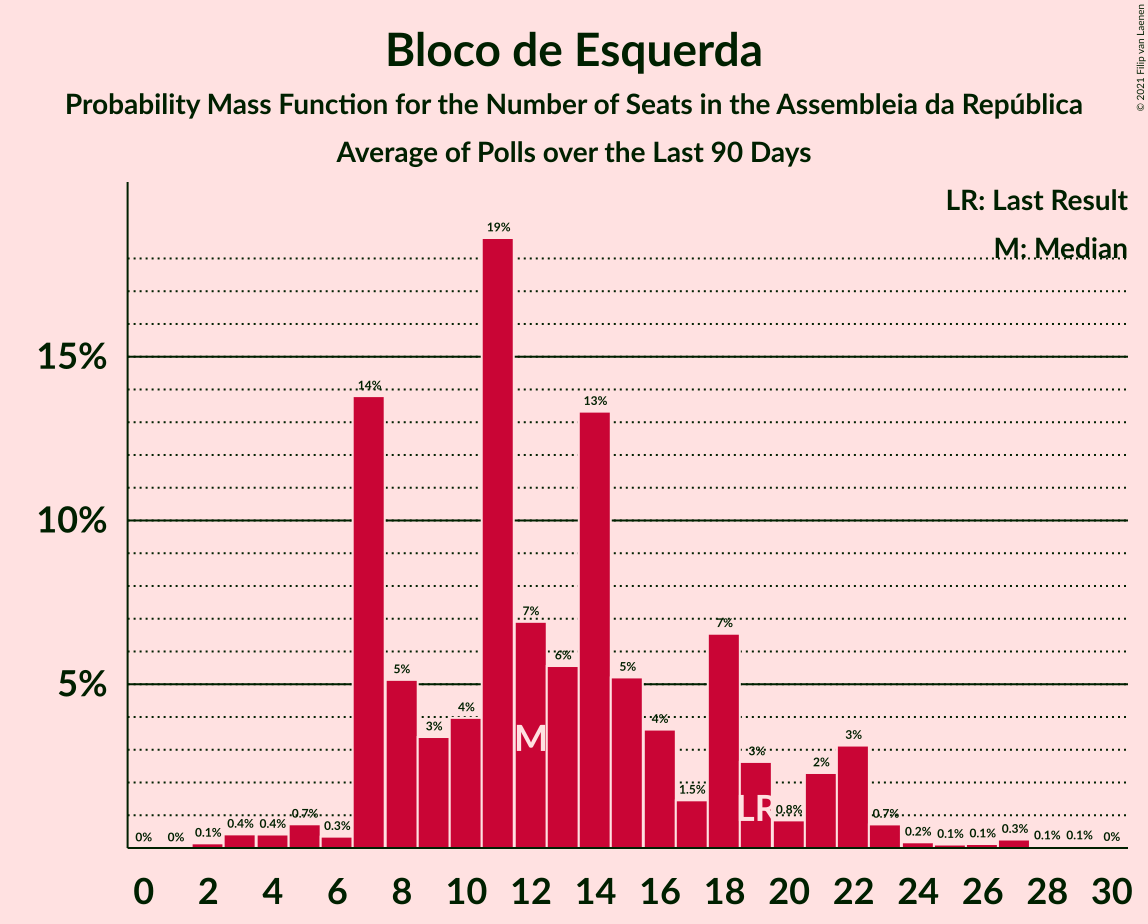 Bloco de Esquerda
Probability Mass Function for the Number of Seats in the Assembleia da República
Average of Polls over the Last 90 Days
© 2021 Filip van Laenen
LR: Last Result
M: Median
15%
10%
5%
0% 0% 0.1% 0.4% 0.4% 0.7% 0.3% 14% 5% 3% 4% 19% 7% 6% 13% 5% 4% 1.5% 7% 3% 0.8% 2% 3% 0.7% 0.2% 0.1% 0.1% 0.3% 0.1% 0.1% 0%
M
LR
0 2 4 6 8 10 12 14 16 18 20 22 24 26 28 30